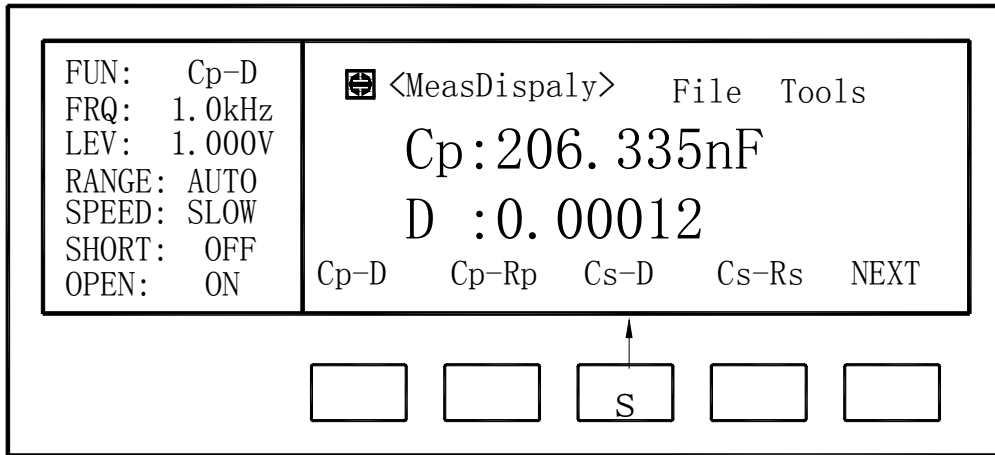 FUN: Cp-D
FRQ: 1.0kHz
LEV: 1.000V
RANGE: AUTO
SPEED: SLOW
SHORT: OFF
OPEN: ON
<MeasDispaly> File Tools
Cp:206.335nF
D :0.00012
Cp-D Cp-Rp Cs-D Cs-Rs NEXT
S